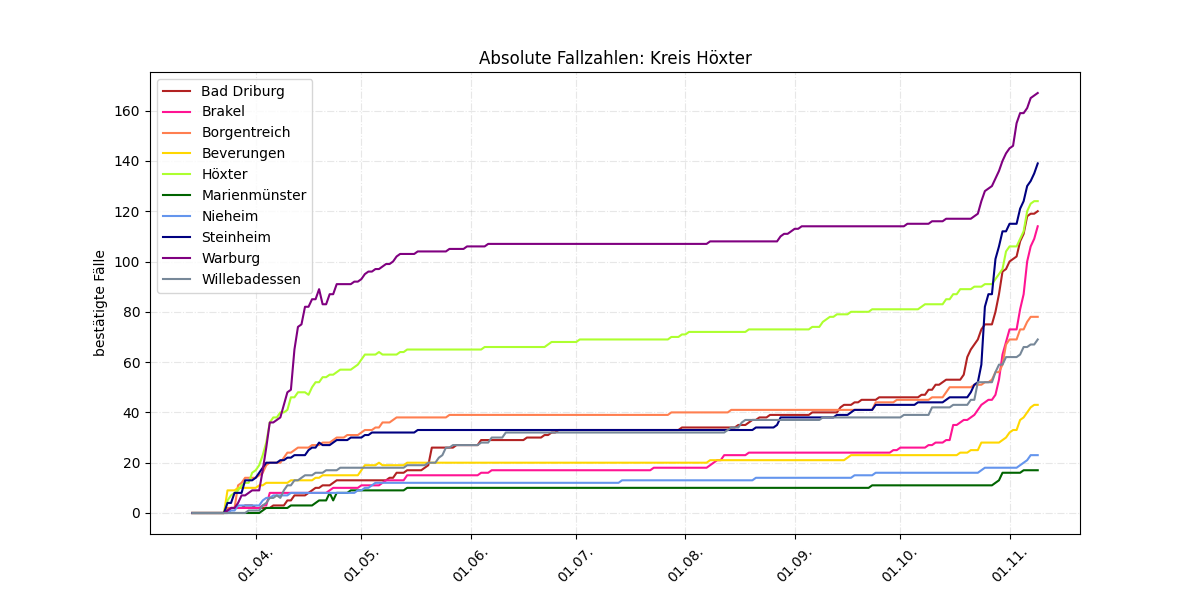 Absolute Fallzahlen: Kreis Höxter
bestätigte Fälle
160
140
120
100
80
60
40
20
0
Bad Driburg
Brakel
Borgentreich
Beverungen
Höxter
Marienmünster
Nieheim
Steinheim
Warburg
Willebadessen
01.04.
01.05.
01.06.
01.07.
01.08.
01.09.
01.10.
01.11.